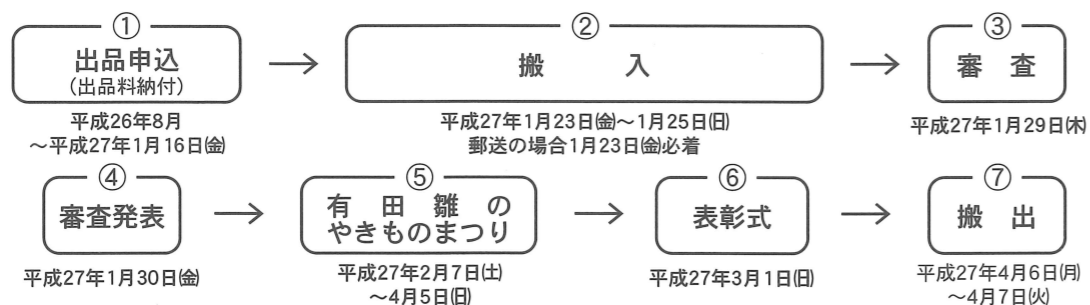 ①
出品申込
(出品料納付)
平成26年8月
～平成27年1月16日㈮
②
搬入
平成27年1月23日㈮～1月25日㈰
郵送の場合1月23日㈮必着
③
審査
平成27年1月29日㈭
④
審査発表
平成27年1月30日㈮
⑤
有田雛の
やきものまつり
平成27年2月7日㈯
～4月5日㈰
⑥
表彰式
平成27年3月1日㈰
⑦
搬出
平成27年4月6日㈪
～4月7日㈫